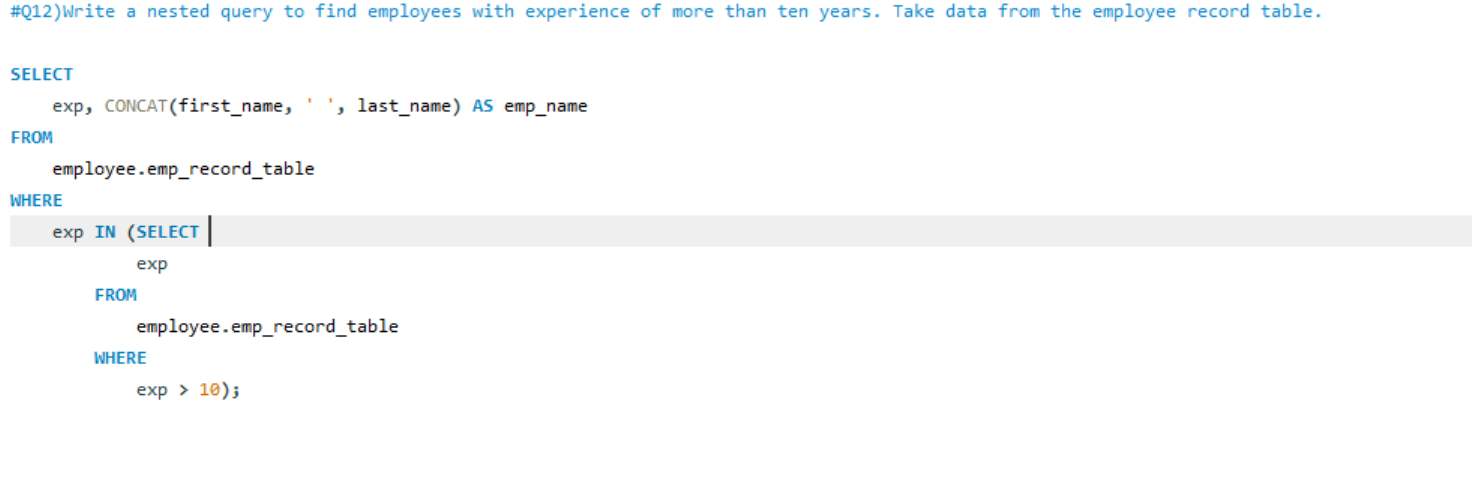 #Q12)Write a nested query to find employees with experience of more than ten years. Take data from the employee record table.
SELECT
exp, CONCAT(first_name, ' ', last_name) AS emp_name
FROM
employee.emp_record_table
WHERE
exp IN (SELECT
exp
FROM
employee.emp_record_table
WHERE
exp > 10);